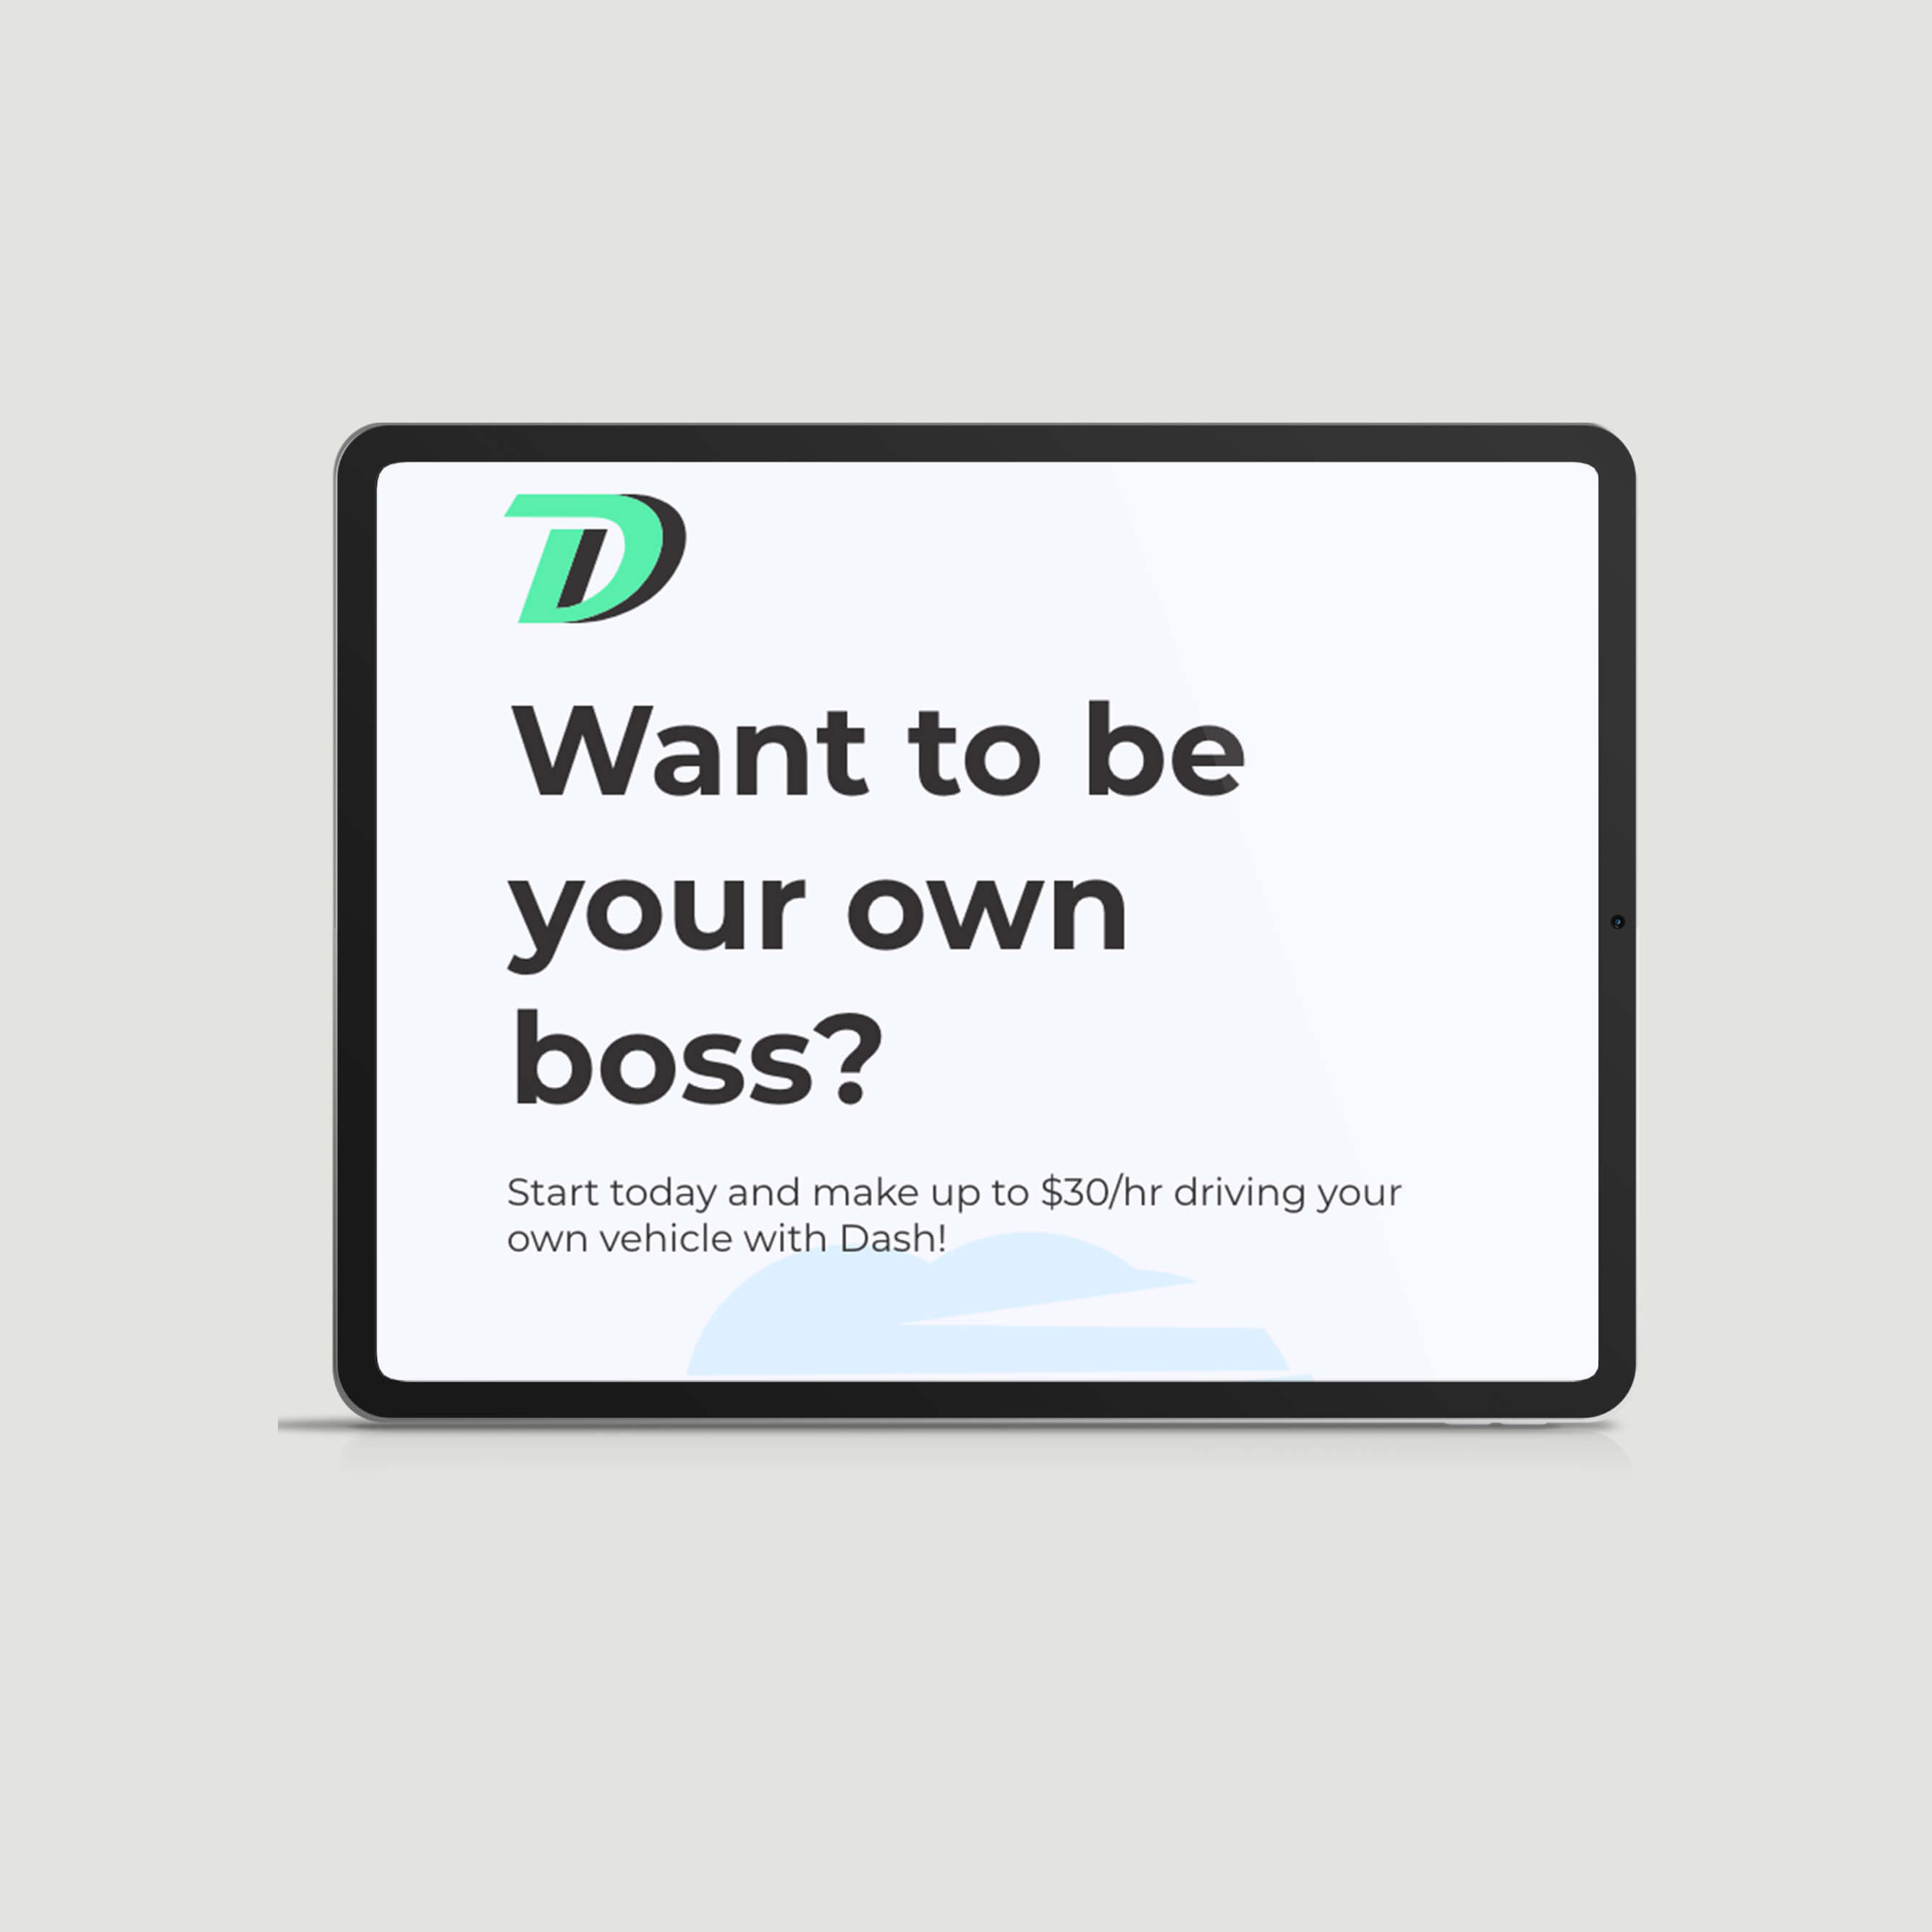 D
Want to be
your own
boss?
Start today and make up to $30/hr driving your
own vehicle with Dash!